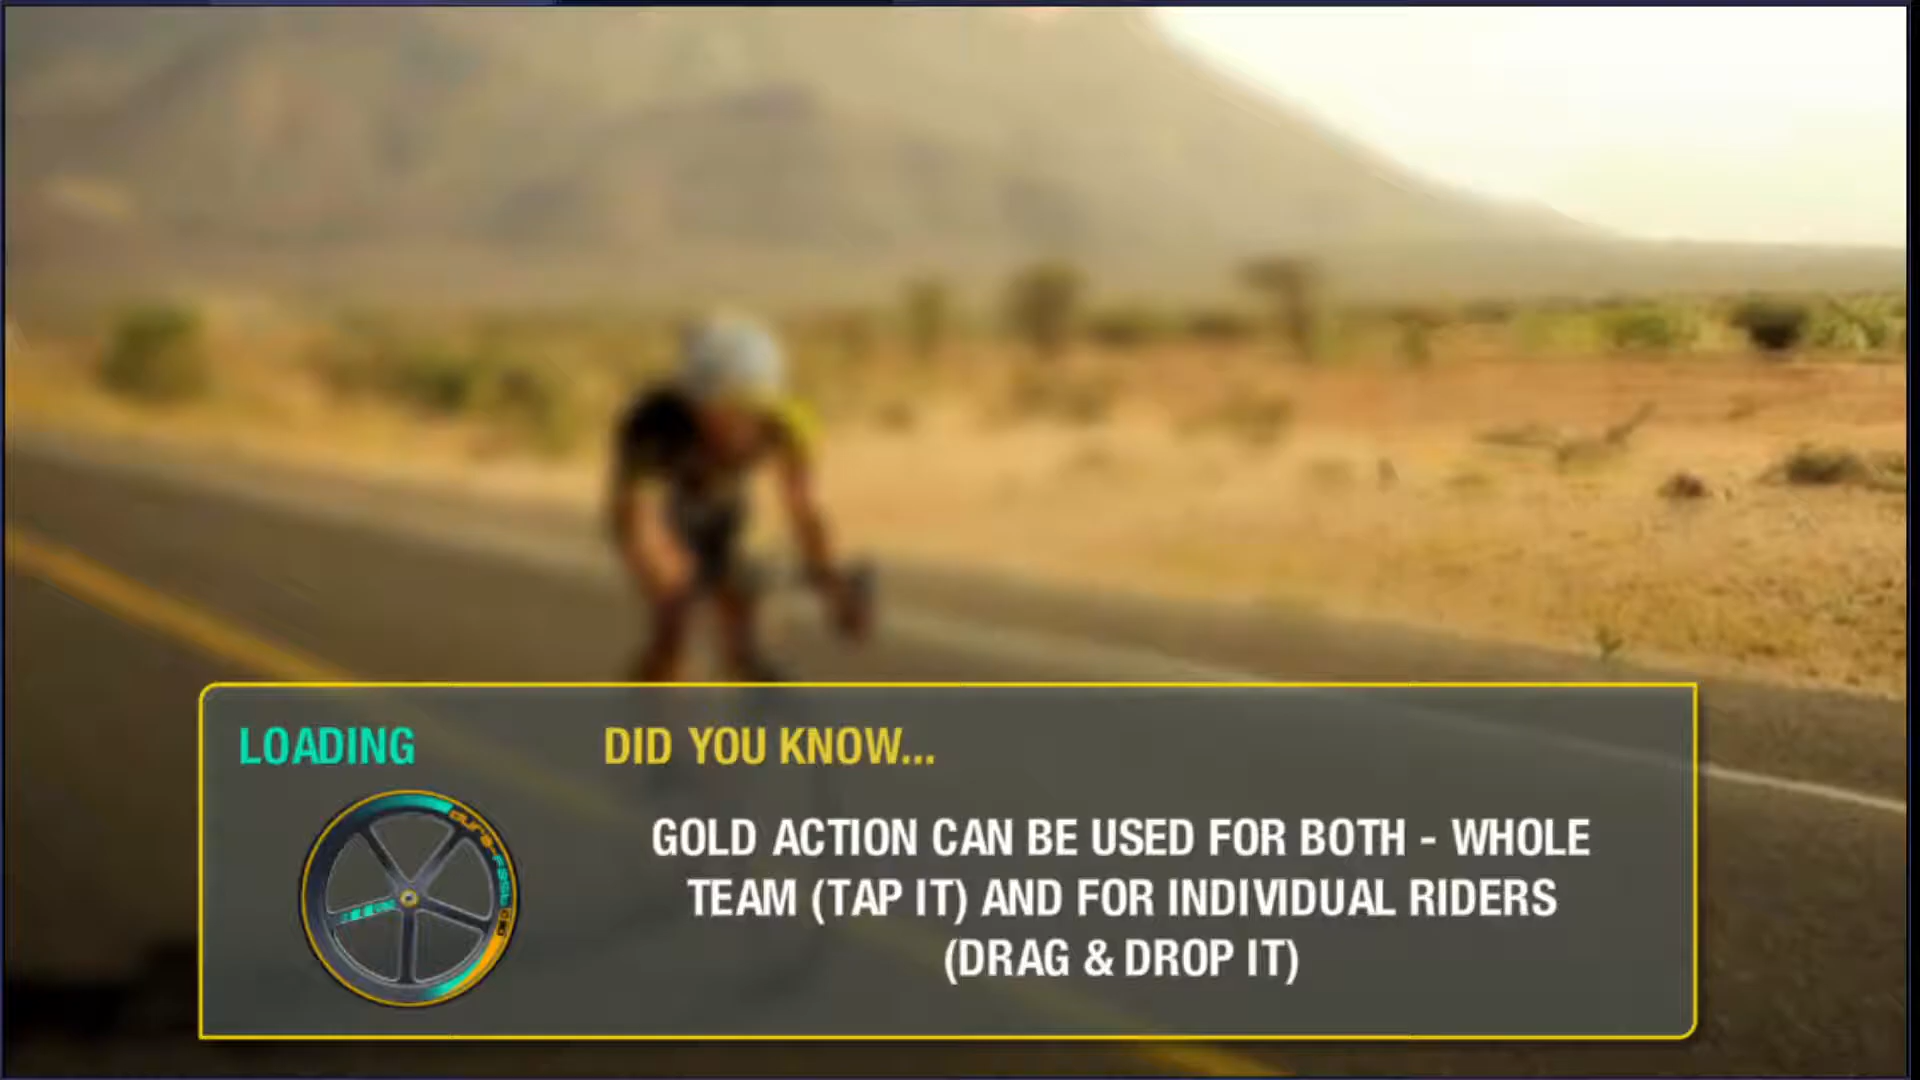 LOADING
DID YOU KNOW...
GOLD ACTION CAN BE USED FOR BOTH - WHOLE
TEAM (TAP IT) AND FOR INDIVIDUAL RIDERS
(DRAG & DROP IT)